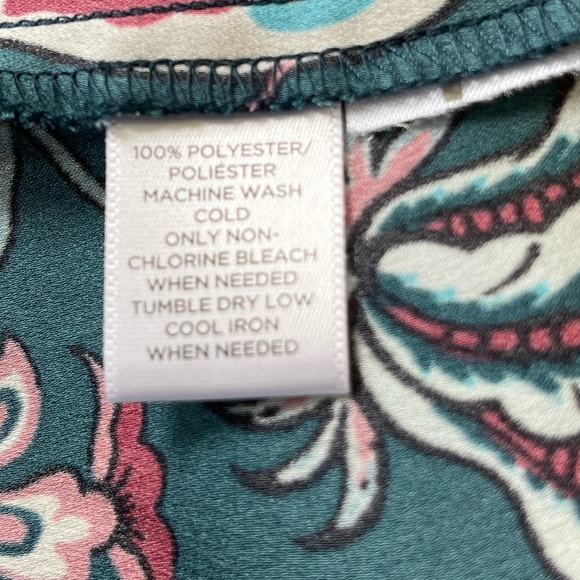 100% POLYESTER/
POLIÉSTER
MACHINE WASH
COLD
ONLY NON-
CHLORINE BLEACH
WHEN NEEDED
TUMBLE DRY LOW
COOL IRON
WHEN NEEDED